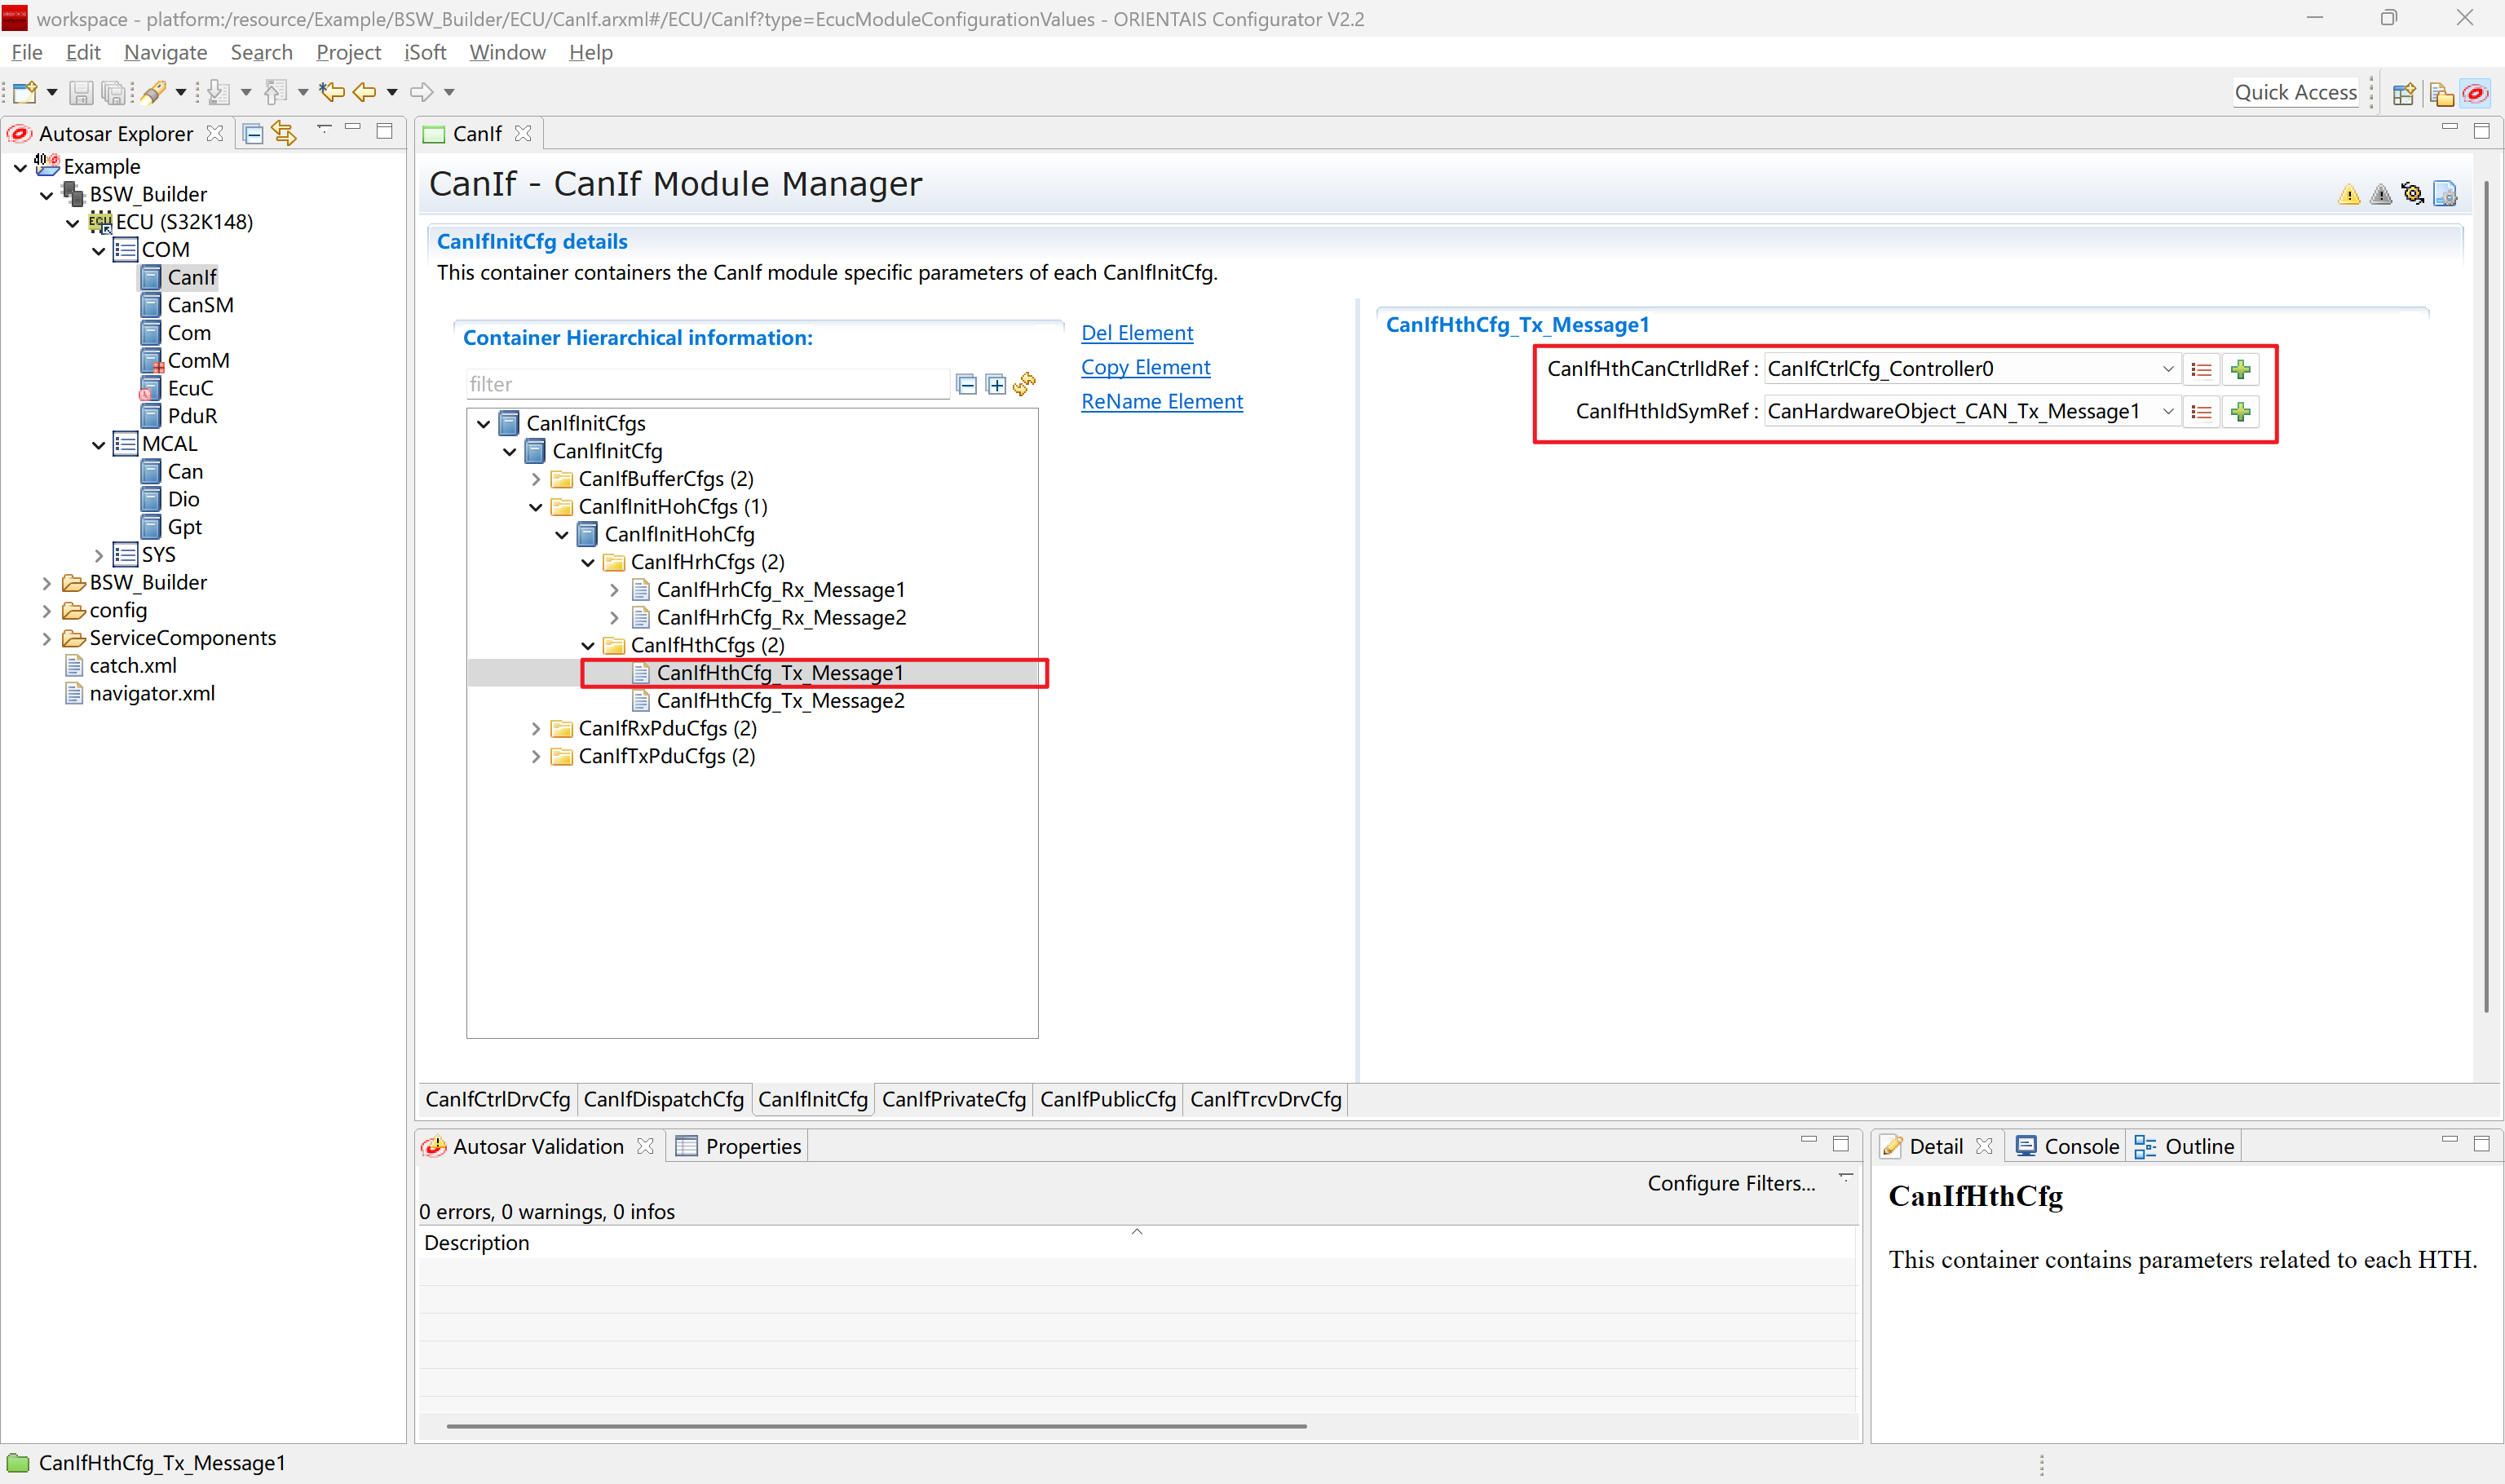 workspace - platform:/resource/Example/BSW_Builder/ECU/CanIf.arxml#/ECU/CanIf?type=EcucModuleConfigurationValues - ORIENTAIS Configurator V2.2
File Edit Navigate Search Project iSoft Window Help
Quick Access
Autosar Explorer
Example
BSW_Builder
ECU (S32K148)
COM
CanIf
CanSM
Com
ComM
EcuC
PduR
MCAL
Can
Dio
Gpt
SYS
BSW_Builder
config
ServiceComponents
catch.xml
navigator.xml
CanIf
CanIf - CanIf Module Manager
CanIfInitCfg details
This container containers the CanIf module specific parameters of each CanIfInitCfg.
Container Hierarchical information:
filter
CanIfInitCfgs
CanIfInitCfg
CanIfBufferCfgs (2)
CanIfInitHohCfgs (1)
CanIfInitHohCfg
CanIfHrhCfgs (2)
CanIfHrhCfg_Rx_Message1
CanIfHrhCfg_Rx_Message2
CanIfHthCfgs (2)
CanIfHthCfg_Tx_Message1
CanIfHthCfg_Tx_Message2
CanIfRxPduCfgs (2)
CanIfTxPduCfgs (2)
Del Element
Copy Element
ReName Element
CanIfHthCfg_Tx_Message1
CanIfHthCanCtrlIdRef : CanIfCtrlCfg_Controller0
CanIfHthIdSymRef : CanHardwareObject_CAN_Tx_Message1
CanIfCtrlDrvCfg CanIfDispatchCfg CanIfInitCfg CanIfPrivateCfg CanIfPublicCfg CanIfTrcvDrvCfg
Autosar Validation Properties
Configure Filters...
0 errors, 0 warnings, 0 infos
Description
Detail Console Outline
CanIfHthCfg
This container contains parameters related to each HTH.
CanIfHthCfg_Tx_Message1